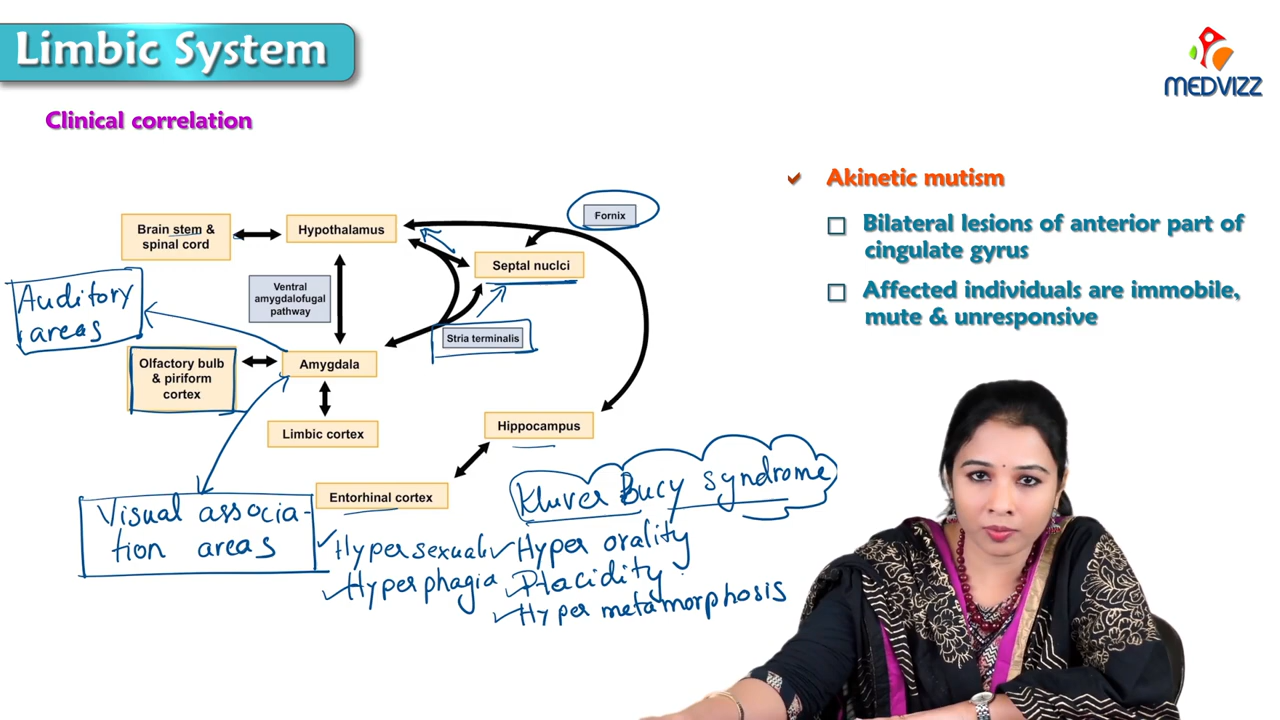 Limbic System
MEDVIZZ
Clinical correlation
Akinetic mutism
Bilateral lesions of anterior part of
cingulate gyrus
Affected individuals are immobile,
mute & unresponsive
Fornix
Brain stem &
spinal cord
Hypothalamus
Septal nuclci
Ventral
amygdalofugal
pathway
Auditory
areas
Stria terminalis
Olfactory bulb
& piriform
cortex
Amygdala
Limbic cortex
Hippocampus
Entorhinal cortex
Kluver Bucy syndrome
Visual associa-
tion areas
Hypersexuali
Hyper orality
Hyperphagia
Placidity
Hyper metamorphosis